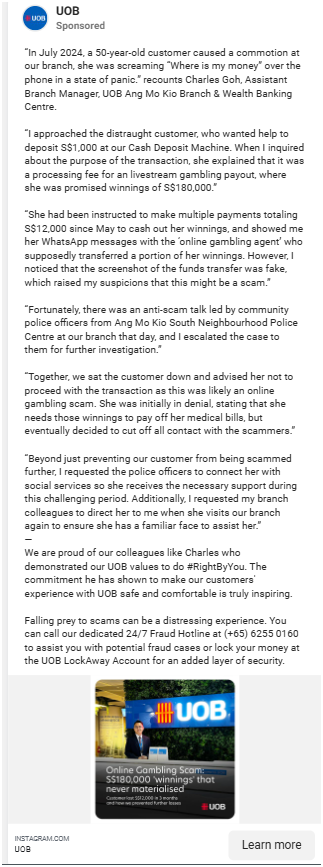 UOB
UOB
Sponsored
“In July 2024, a 50-year-old customer caused a commotion at
our branch, she was screaming “Where is my money” over the
phone in a state of panic.” recounts Charles Goh, Assistant
Branch Manager, UOB Ang Mo Kio Branch & Wealth Banking
Centre.
“I approached the distraught customer, who wanted help to
deposit S$1,000 at our Cash Deposit Machine. When I inquired
about the purpose of the transaction, she explained that it was
a processing fee for an livestream gambling payout, where
she was promised winnings of S$180,000.”
“She had been instructed to make multiple payments totaling
S$12,000 since May to cash out her winnings, and showed me
her WhatsApp messages with the ‘online gambling agent’ who
supposedly transferred a portion of her winnings. However, I
noticed that the screenshot of the funds transfer was fake,
which raised my suspicions that this might be a scam.”
“Fortunately, there was an anti-scam talk led by community
police officers from Ang Mo Kio South Neighbourhood Police
Centre at our branch that day, and I escalated the case to
them for further investigation.”
“Together, we sat the customer down and advised her not to
proceed with the transaction as this was likely an online
gambling scam. She was initially in denial, stating that she
needs those winnings to pay off her medical bills, but
eventually decided to cut off all contact with the scammers.”
“Beyond just preventing our customer from being scammed
further, I requested the police officers to connect her with
social services so she receives the necessary support during
this challenging period. Additionally, I requested my branch
colleagues to direct her to me when she visits our branch
again to ensure she has a familiar face to assist her.”
—
We are proud of our colleagues like Charles who
demonstrated our UOB values to do #RightByYou. The
commitment he has shown to make our customers’
experience with UOB safe and comfortable is truly inspiring.
Falling prey to scams can be a distressing experience. You
can call our dedicated 24/7 Fraud Hotline at (+65) 6255 0160
to assist you with potential fraud cases or lock your money at
the UOB LockAway Account for an added layer of security.
UOB
Online Gambling Scam:
S$180,000 ‘winnings’ that
never materialised
Customer lost S$12,000 in 3 months
and how we prevented further losses
UOB
INSTAGRAM.COM
UOB
Learn more